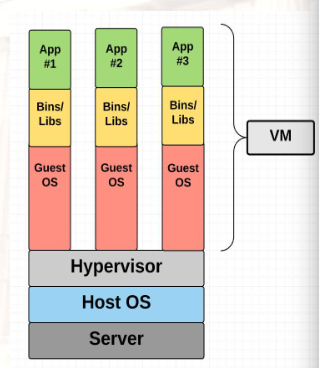 App
#1
App
#2
App
#3
Bins/
Libs
Bins/
Libs
Bins/
Libs
VM
Guest
OS
Guest
OS
Guest
OS
Hypervisor
Host OS
Server